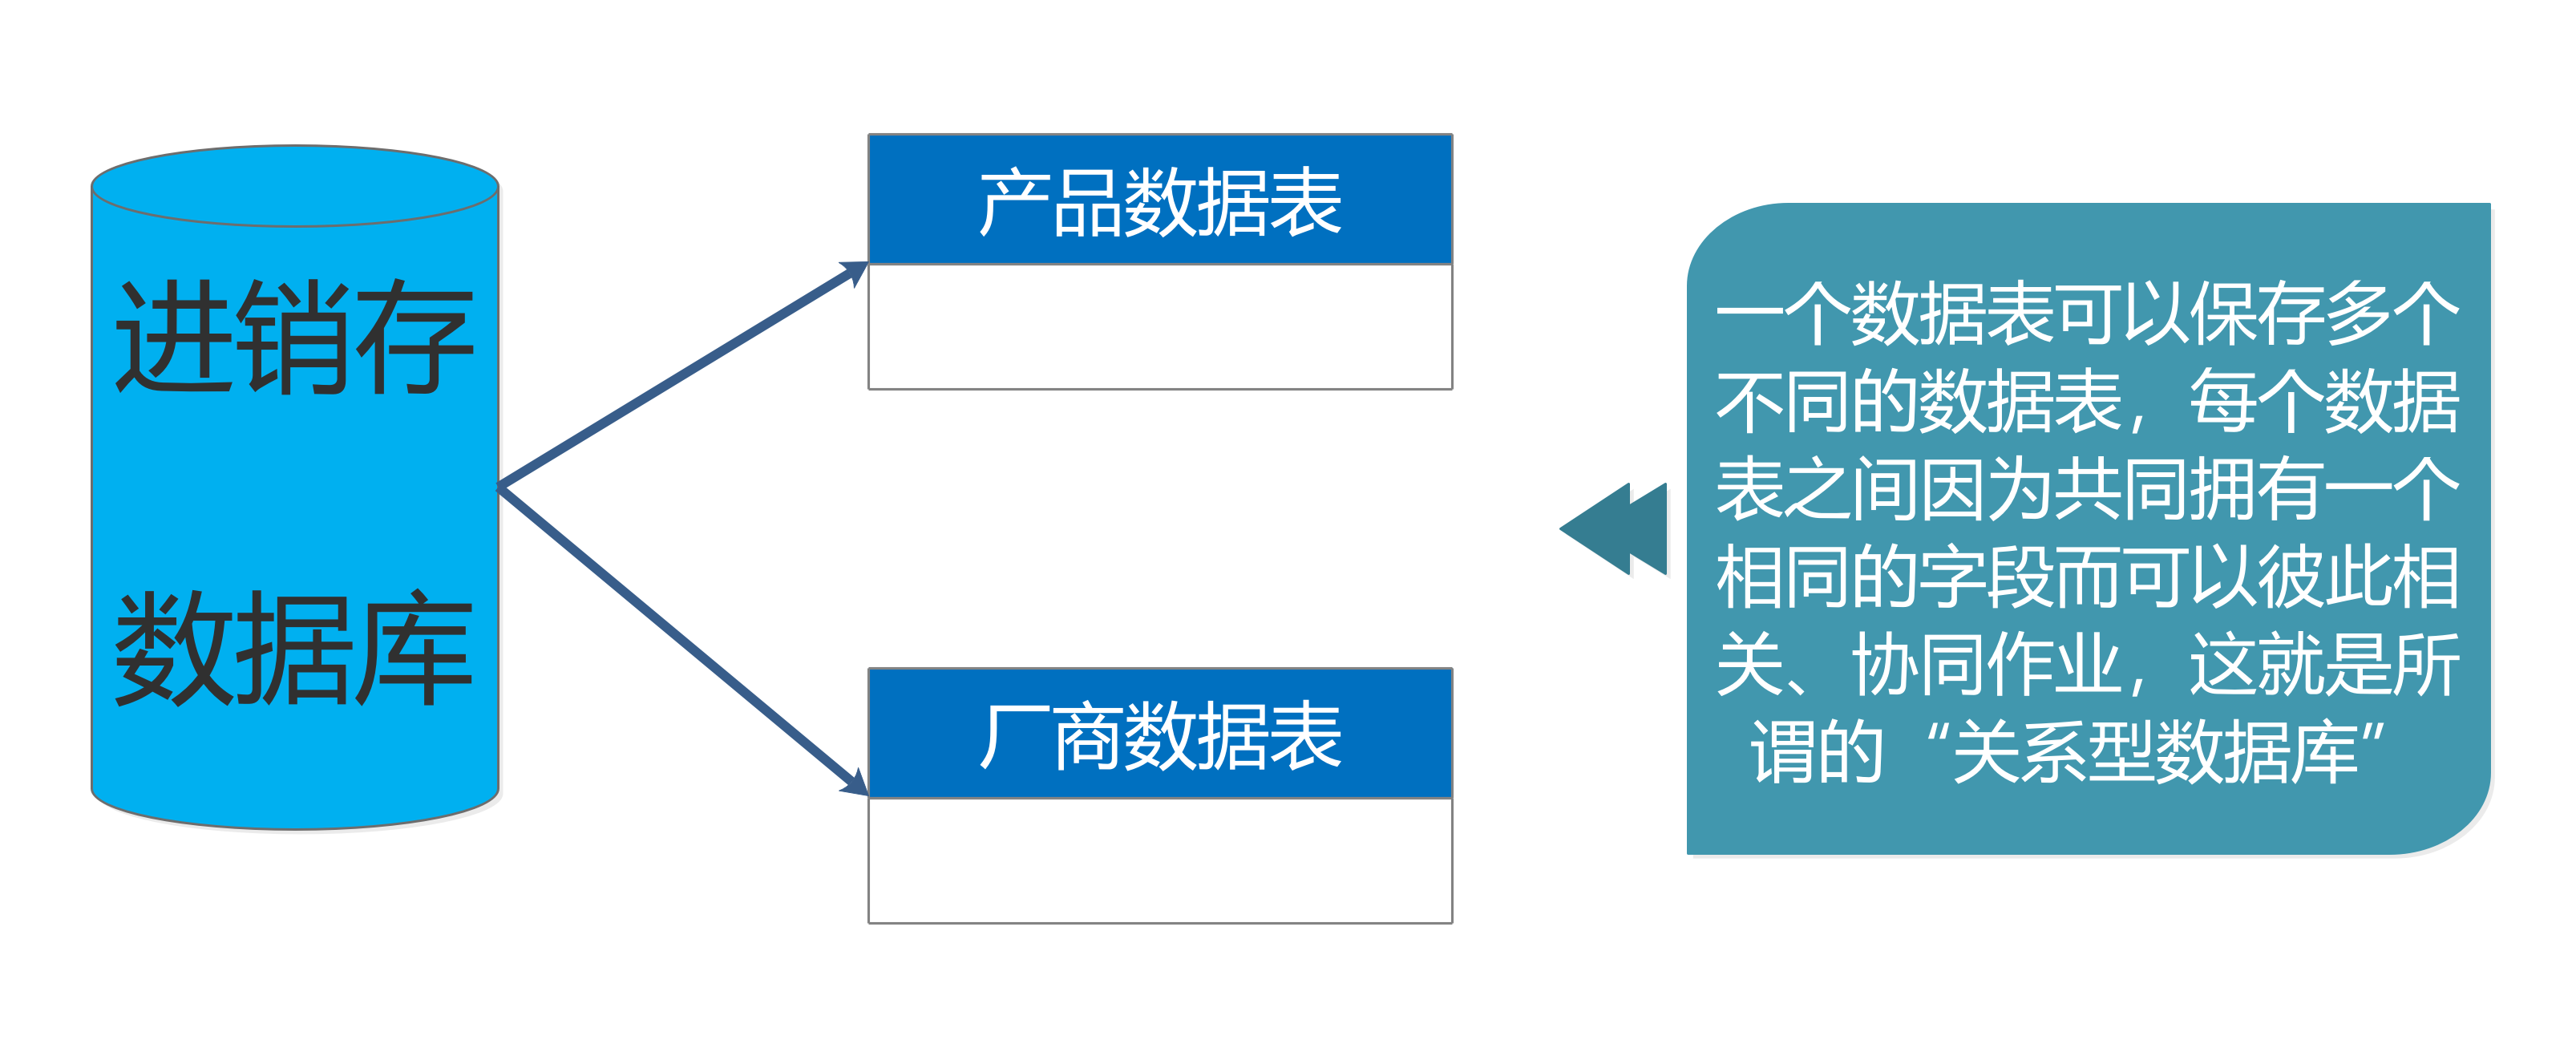 进销存
数据库
产品数据表
厂商数据表
一个数据表可以保存多个
不同的数据表，每个数据
表之间因为共同拥有一个
相同的字段而可以彼此相
关、协同作业，这就是所
谓的“关系型数据库”